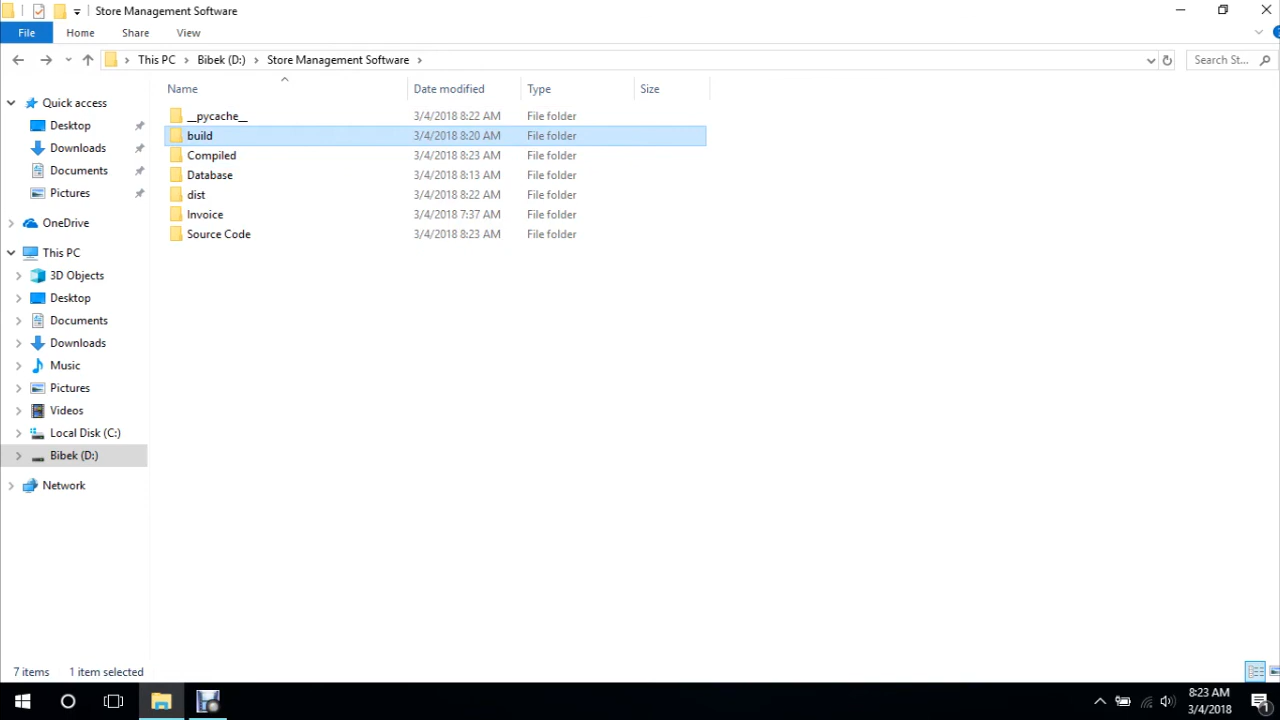 Store Management Software
File Home Share View
This PC Bibek (D:) Store Management Software Search St...
Name Date modified Type Size
__pycache__ 3/4/2018 8:22 AM File folder
build 3/4/2018 8:20 AM File folder
Compiled 3/4/2018 8:23 AM File folder
Database 3/4/2018 8:13 AM File folder
dist 3/4/2018 8:22 AM File folder
Invoice 3/4/2018 7:37 AM File folder
Source Code 3/4/2018 8:23 AM File folder
Quick access
Desktop
Downloads
Documents
Pictures
OneDrive
This PC
3D Objects
Desktop
Documents
Downloads
Music
Pictures
Videos
Local Disk (C:)
Bibek (D:)
Network
7 items 1 item selected
8:23 AM
3/4/2018
1